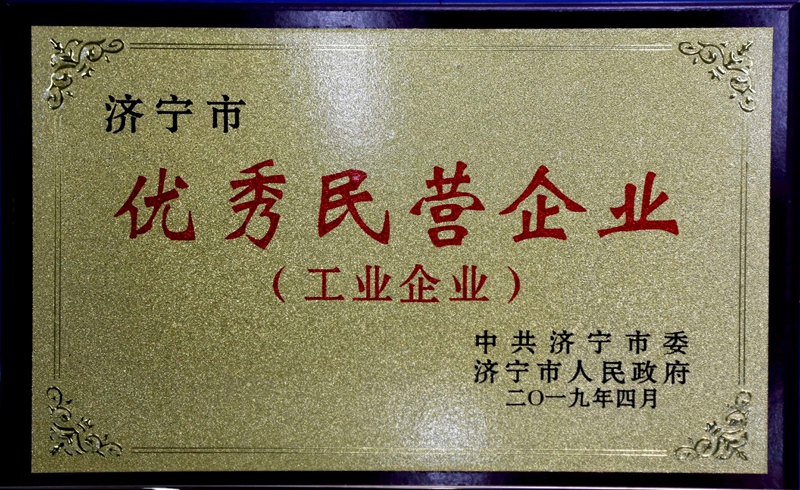 济宁市
优秀民营企业
（工业企业）
中共济宁市委
济宁市人民政府
二〇一九年四月